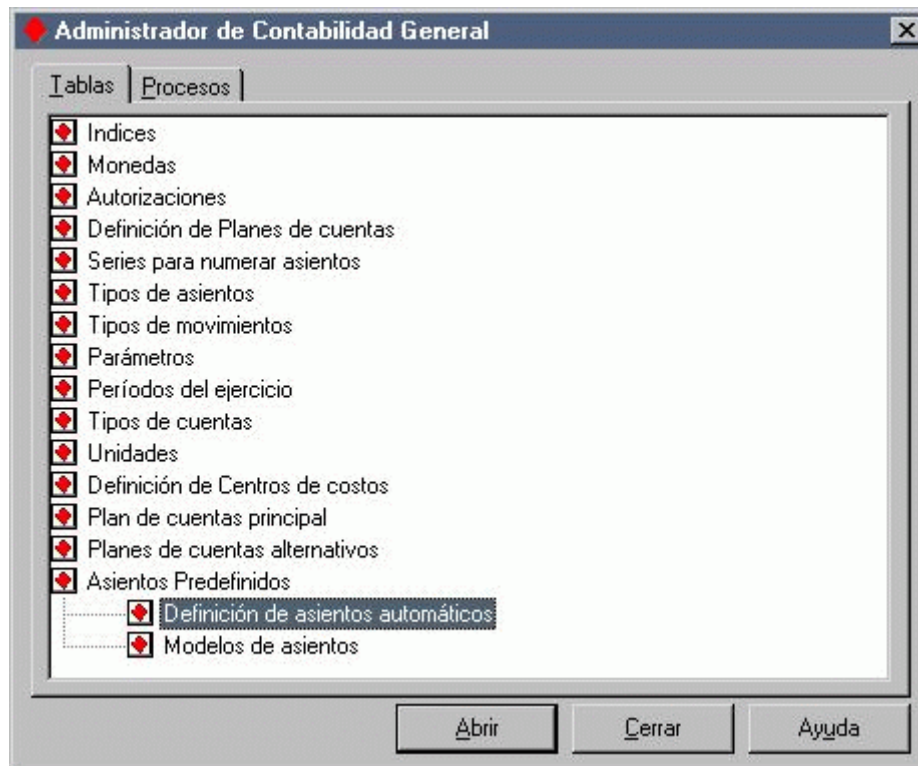 Administrador de Contabilidad General
Tablas
Procesos
Indices
Monedas
Autorizaciones
Definición de Planes de cuentas
Series para numerar asientos
Tipos de asientos
Tipos de movimientos
Parámetros
Períodos del ejercicio
Tipos de cuentas
Unidades
Definición de Centros de costos
Plan de cuentas principal
Planes de cuentas alternativos
Asientos Predefinidos
Definición de asientos automáticos
Modelos de asientos
Abrir
Cerrar
Ayuda